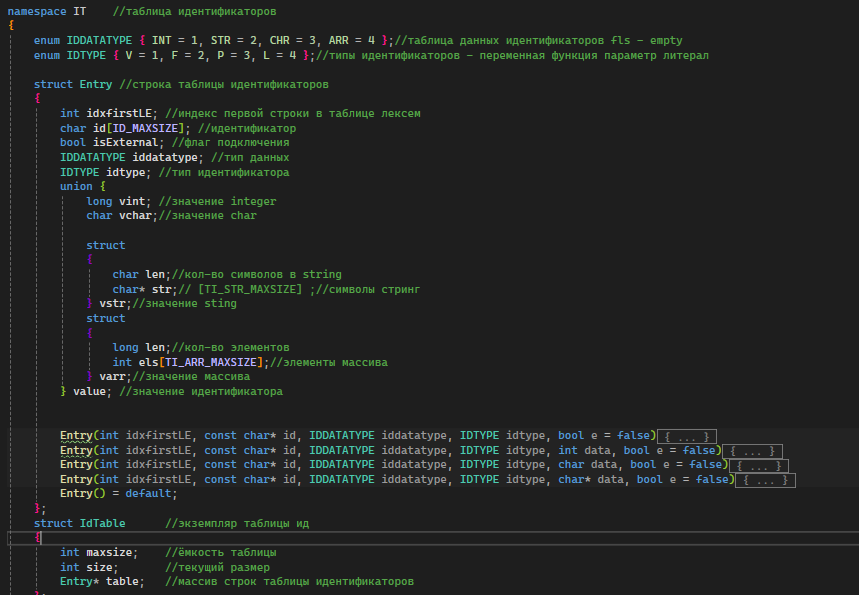 namespace IT    //таблица идентификаторов
{
    enum IDDATATYPE { INT = 1, STR = 2, CHR = 3, ARR = 4 };//таблица данных идентификаторов fls - empty
    enum IDTYPE { V = 1, F = 2, P = 3, L = 4 };//типы идентификаторов - переменная функция параметр литерал

    struct Entry //строка таблицы идентификаторов
    {
        int idxfirstLE; //индекс первой строки в таблице лексем
        char id[ID_MAXSIZE]; //идентификатор
        bool isExternal; //флаг подключения
        IDDATATYPE iddatatype; //тип данных
        IDTYPE idtype; //тип идентификатора
        union {
            long vint; //значение integer
            char vchar;//значение char

            struct
            {
                char len;//кол-во символов в string
                char* str;// [TI_STR_MAXSIZE] ;//символы стринг
            } vstr;//значение sting
            struct
            {
                long len;//кол-во элементов
                int els[TI_ARR_MAXSIZE];//элементы массива
            } varr;//значение массива
        } value; //значение идентификатора


        Entry(int idxfirstLE, const char* id, IDDATATYPE iddatatype, IDTYPE idtype, bool e = false){ ... }
        Entry(int idxfirstLE, const char* id, IDDATATYPE iddatatype, IDTYPE idtype, int data, bool e = false){ ... }
        Entry(int idxfirstLE, const char* id, IDDATATYPE iddatatype, IDTYPE idtype, char data, bool e = false){ ... }
        Entry(int idxfirstLE, const char* id, IDDATATYPE iddatatype, IDTYPE idtype, char* data, bool e = false){ ... }
        Entry() = default;
    };
    struct IdTable      //экземпляр таблицы ид
    {
        int maxsize;    //ёмкость таблицы
        int size;       //текущий размер
        Entry* table;   //массив строк таблицы идентификаторов
    };